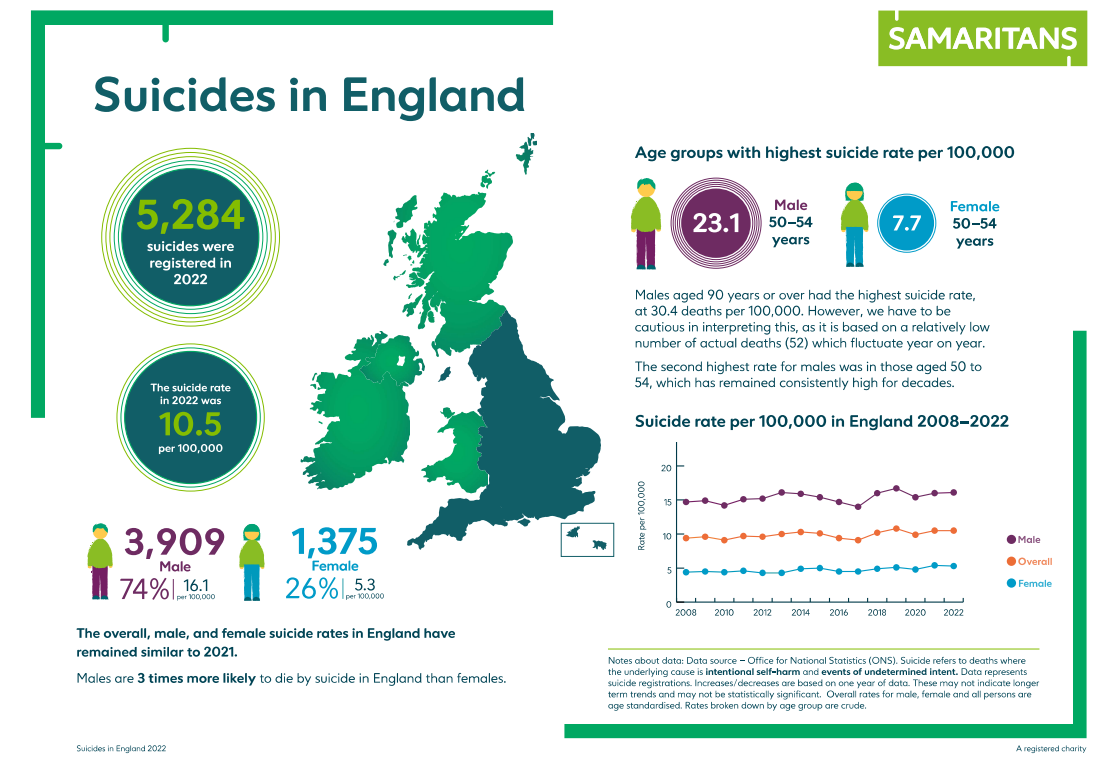 SAMARITANS
Suicides in England
5,284
suicides were
registered in
2022
The suicide rate
in 2022 was
10.5
per 100,000
3,909
Male
74%
16.1
per 100,000
1,375
Female
26%
5.3
per 100,000
The overall, male, and female suicide rates in England have
remained similar to 2021.
Males are 3 times more likely to die by suicide in England than females.
Age groups with highest suicide rate per 100,000
23.1
Male
50–54
years
7.7
Female
50–54
years
Males aged 90 years or over had the highest suicide rate,
at 30.4 deaths per 100,000. However, we have to be
cautious in interpreting this, as it is based on a relatively low
number of actual deaths (52) which fluctuate year on year.
The second highest rate for males was in those aged 50 to
54, which has remained consistently high for decades.
Suicide rate per 100,000 in England 2008–2022
Rate per 100,000
20
15
10
5
0
2008 2010 2012 2014 2016 2018 2020 2022
Male
Overall
Female
Notes about data: Data source – Office for National Statistics (ONS). Suicide refers to deaths where
the underlying cause is intentional self-harm and events of undetermined intent. Data represents
suicide registrations. Increases/decreases are based on one year of data. These may not indicate longer
term trends and may not be statistically significant. Overall rates for male, female and all persons are
age standardised. Rates broken down by age group are crude.
Suicides in England 2022
A registered charity